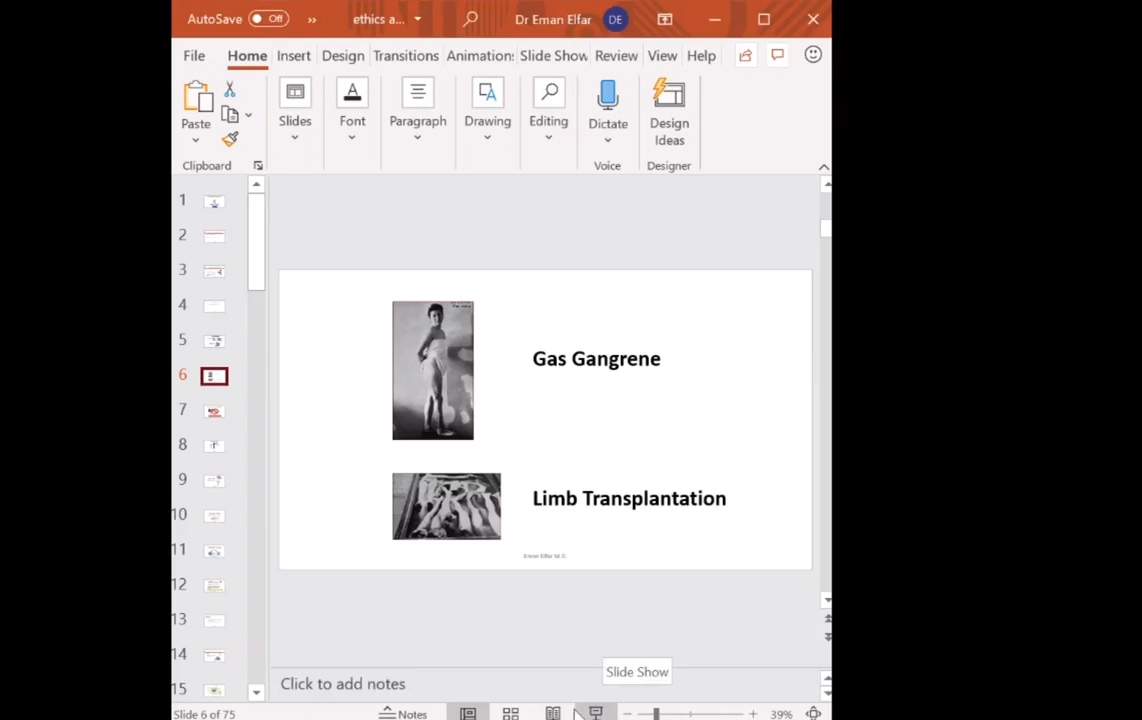 AutoSave Off
ethics a...
Dr Eman Elfar DE
File Home Insert Design Transitions Animation: Slide Show Review View Help
Paste
Slides
Font
Paragraph
Drawing
Editing
Dictate
Design Ideas
Clipboard
Voice
Designer
1
2
3
4
5
6
7
8
9
10
11
12
13
14
15
Gas Gangrene
Limb Transplantation
Eman Elfar M.D.
Slide Show
Click to add notes
Slide 6 of 75
Notes
39%